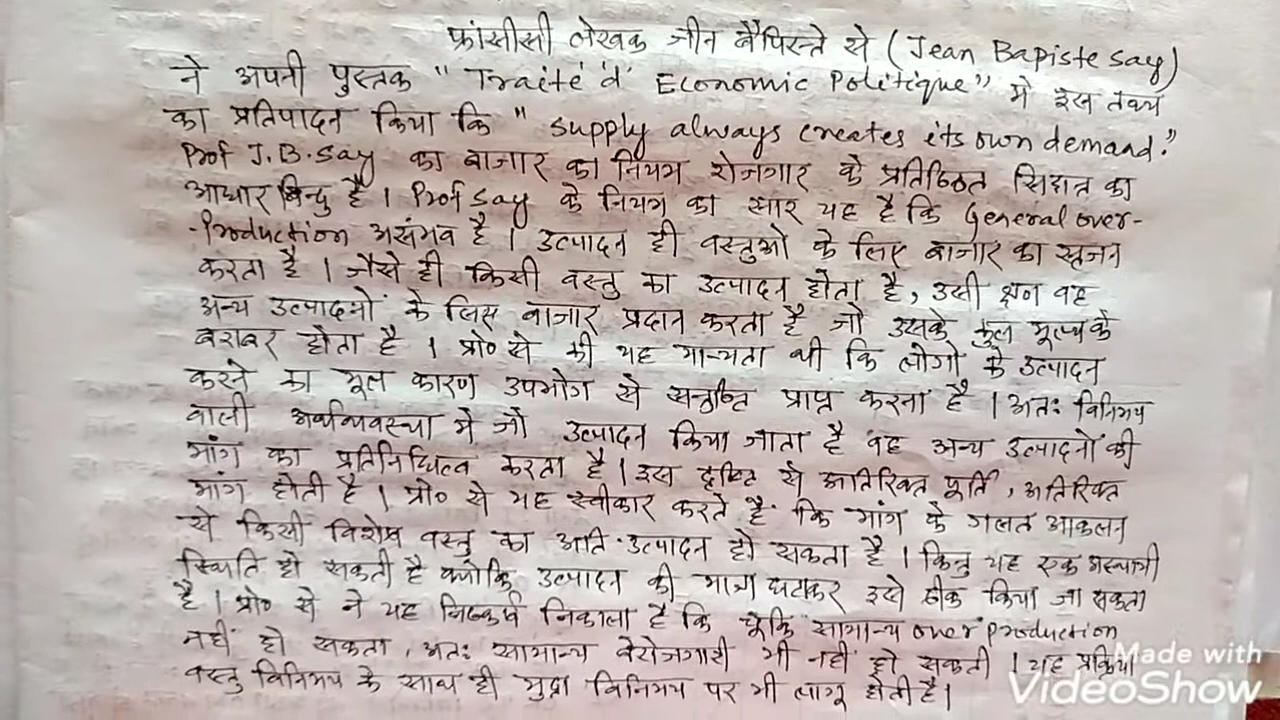 फ्रांसीसी लेखक जीन बैपिस्ते से (Jean Bapiste say)
ने अपनी पुस्तक " Traite' d' Economic Politique" में इस तथ्य
का प्रतिपादन किया कि " supply always creates its own demand."
Prof J.B. Say का बाजार का नियम रोजगार के प्रतिष्ठित सिद्दान्त का
आधार बिन्दु है । Prof Say के नियम का सार यह है कि General over-
-Production असंभव है । उत्पादन ही वस्तुओं के लिए बाजार का सृजन
करता है । जैसे ही किसी वस्तु का उत्पादन होता है, उसी क्षन वह
अन्य उत्पादनों के लिए बाजार प्रदान करता है जो उसके कुल मूल्य के
बराबर होता है । प्रो० से की यह मान्यता थी कि लोगों के उत्पादन
करने का मूल कारण उपभोग से सन्तुष्टि प्राप्त करना है । अतः विनिमय
वाली अर्थव्यवस्था में जो उत्पादन किया जाता है वह अन्य उत्पादनों की
मांग का प्रतिनिधित्व करता है । इस दृष्टि से अतिरिक्त पूर्ति, अतिरिक्त
मांग होती है । प्रो० से यह स्वीकार करते हैं कि मांग के गलत आकलन
से किसी विशेष वस्तु का अति-उत्पादन हो सकता है । किन्तु यह एक अस्थायी
स्थिति हो सकती है क्योंकि उत्पादन की मात्रा घटाकर इसे ठीक किया जा सकता
है । प्रो० से ने यह निष्कर्ष निकाला है कि चूंकि सामान्य over production
नहीं हो सकता, अतः सामान्य बेरोजगारी भी नहीं हो सकती । यह प्रक्रिया
वस्तु विनिमय के साथ ही मुद्रा विनिमय पर भी लागू होती है।
Made with
VideoShow